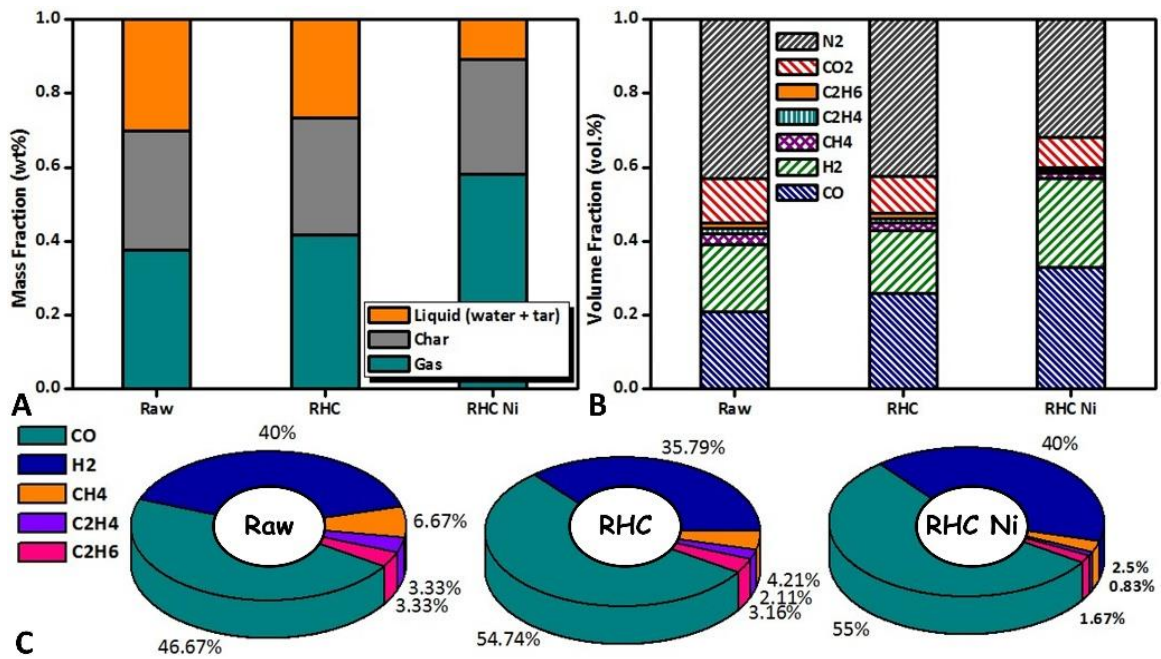 1.0
0.8
0.6
0.4
0.2
0.0
Mass Fraction (wt%)
Liquid (water + tar)
Char
Gas
Raw
RHC
RHC Ni
A
1.0
0.8
0.6
0.4
0.2
0.0
Volume Fraction (vol.%)
N2
CO2
C2H6
C2H4
CH4
H2
CO
Raw
RHC
RHC Ni
B
CO
H2
CH4
C2H4
C2H6
40%
Raw
6.67%
3.33%
3.33%
46.67%
35.79%
RHC
4.21%
2.11%
3.16%
54.74%
40%
RHC Ni
2.5%
0.83%
1.67%
55%
C